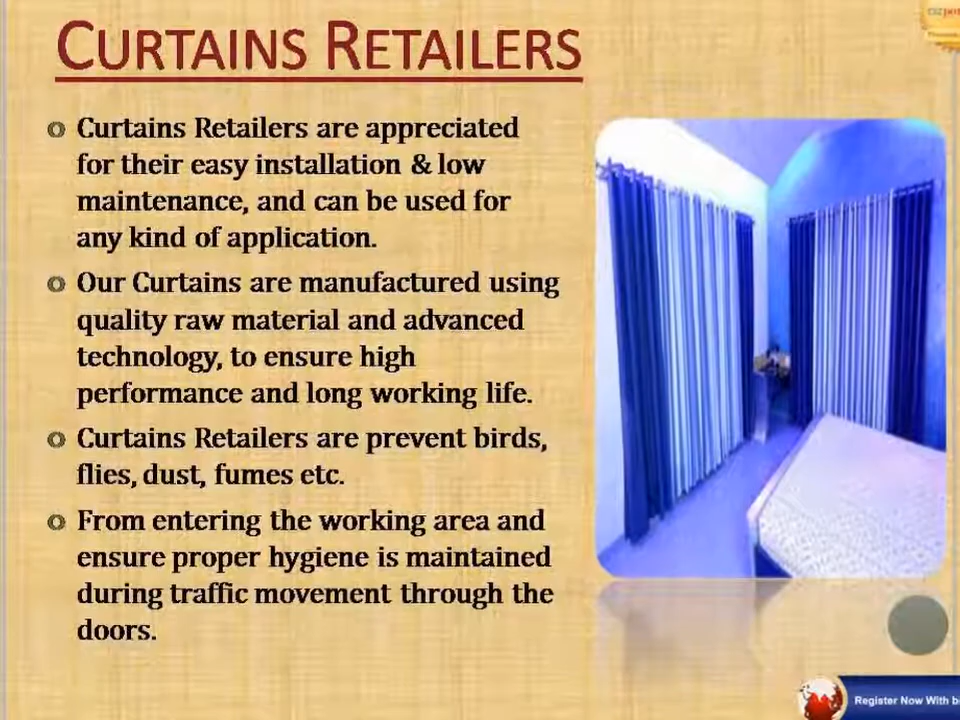 CURTAINS RETAILERS
Curtains Retailers are appreciated
for their easy installation & low
maintenance, and can be used for
any kind of application.
Our Curtains are manufactured using
quality raw material and advanced
technology, to ensure high
performance and long working life.
Curtains Retailers are prevent birds,
flies, dust, fumes etc.
From entering the working area and
ensure proper hygiene is maintained
during traffic movement through the
doors.
Register Now With